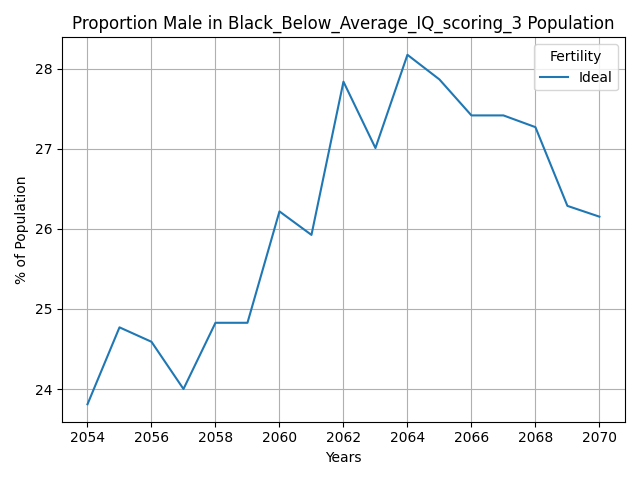 Proportion Male in Black_Below_Average_IQ_scoring_3 Population
Fertility
Ideal
28
27
26
25
24
% of Population
2054 2056 2058 2060 2062 2064 2066 2068 2070
Years